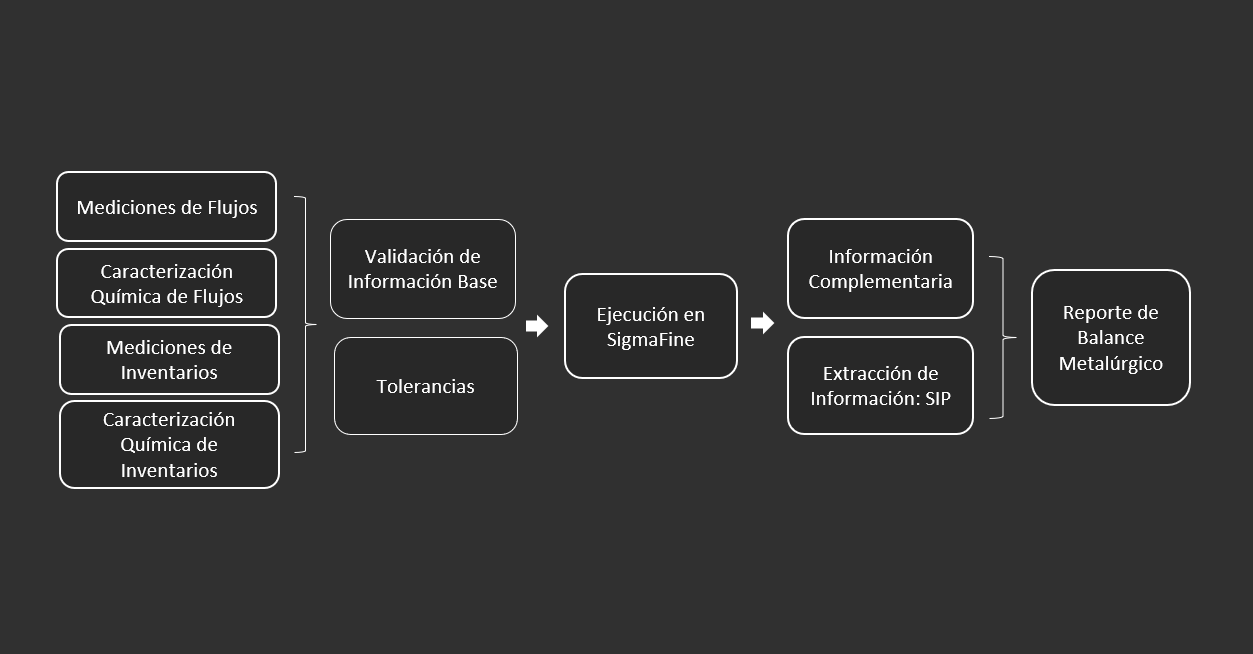 Mediciones de Flujos
Caracterización
Química de Flujos
Mediciones de
Inventarios
Caracterización
Química de
Inventarios
Validación de
Información Base
Tolerancias
Ejecución en
SigmaFine
Información
Complementaria
Extracción de
Información: SIP
Reporte de
Balance
Metalúrgico